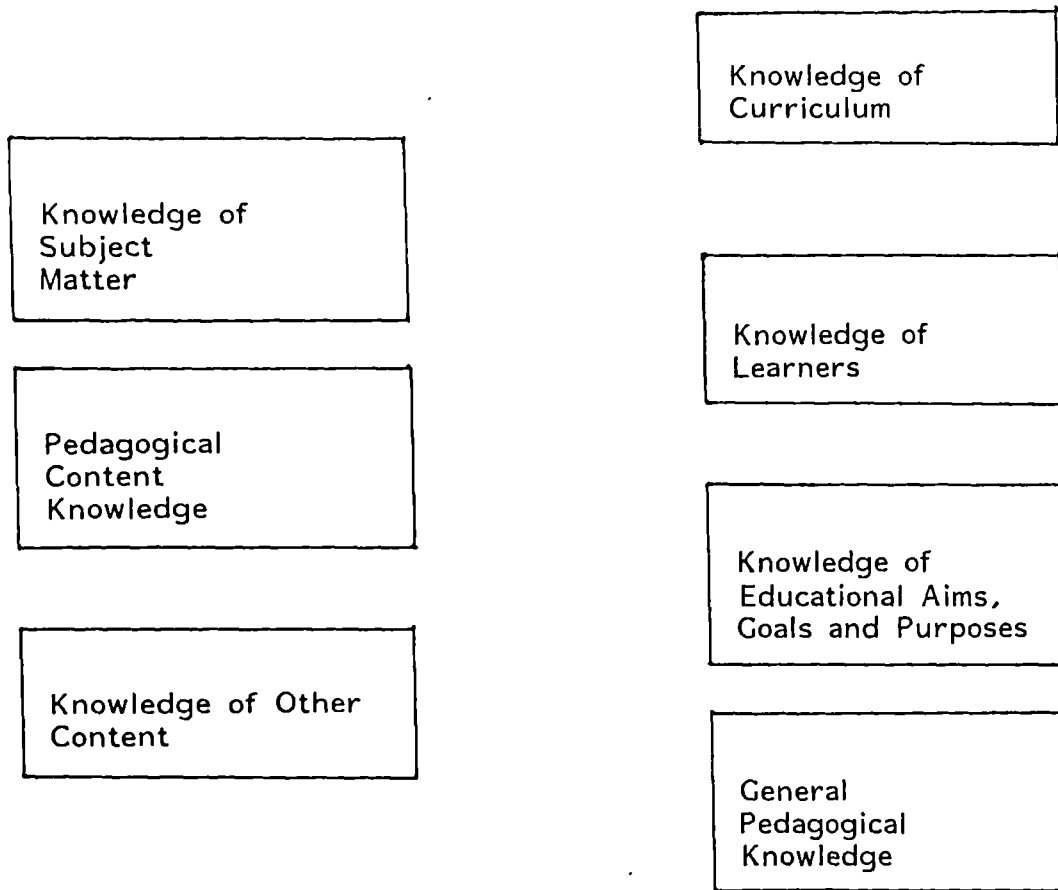 Knowledge of
Subject
Matter
Pedagogical
Content
Knowledge
Knowledge of Other
Content
Knowledge of
Curriculum
Knowledge of
Learners
Knowledge of
Educational Aims,
Goals and Purposes
General
Pedagogical
Knowledge